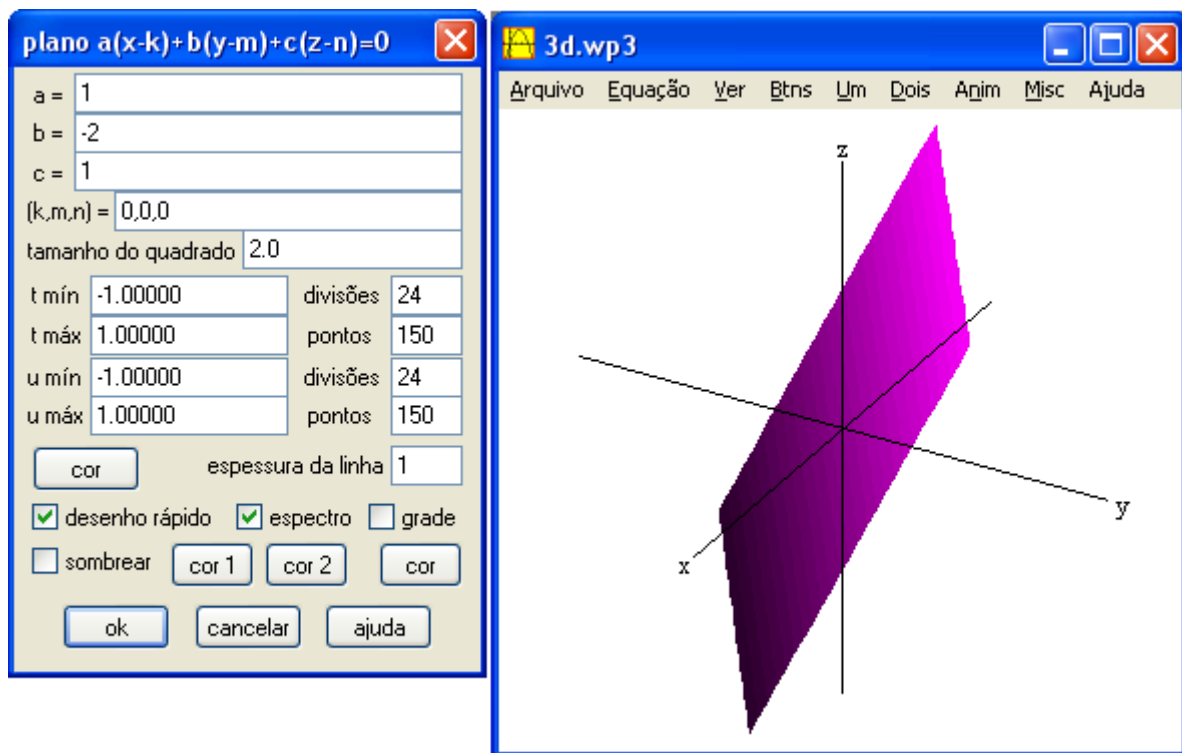 plano a(x-k)+b(y-m)+c(z-n)=0
a = 1
b = -2
c = 1
(k,m,n) = 0,0,0
tamanho do quadrado 2.0
t mín -1.00000 divisões 24
t máx 1.00000 pontos 150
u mín -1.00000 divisões 24
u máx 1.00000 pontos 150
cor espessura da linha 1
desenho rápido espectro grade
sombrear cor 1 cor 2 cor
ok cancelar ajuda
3d.wp3
Arquivo Equação Ver Btns Um Dois Anim Misc Ajuda
z
y
x